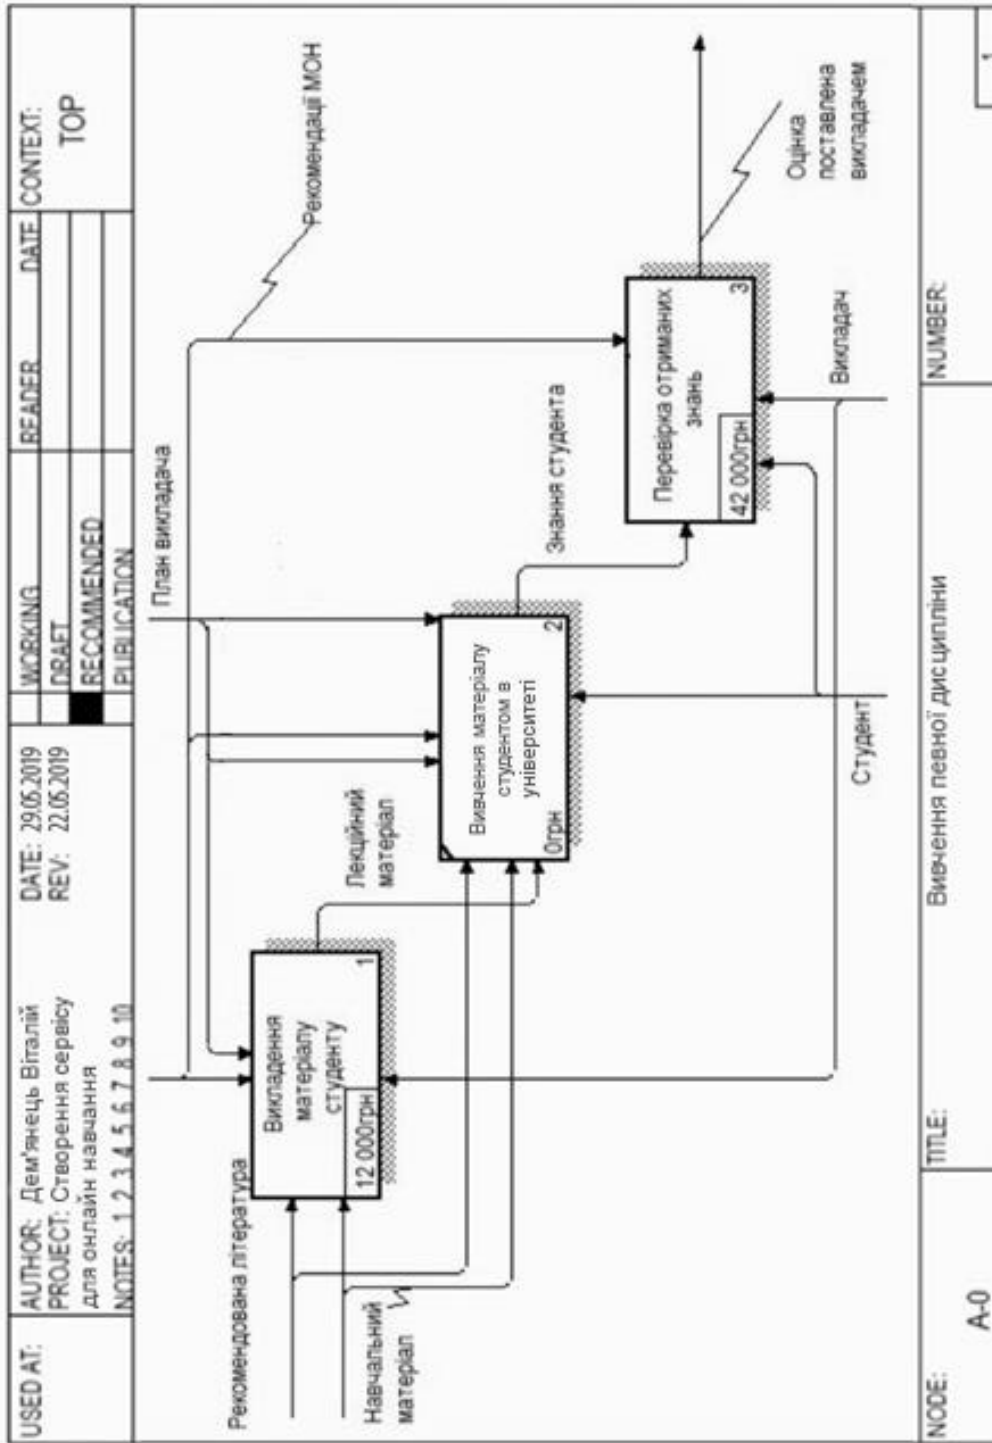 USED AT:
AUTHOR: Дем'янець Віталій
PROJECT: Створення сервісу
для онлайн навчання
NOTES: 1 2 3 4 5 6 7 8 9 10
DATE: 29.05.2019
REV: 22.05.2019
WORKING
DRAFT
RECOMMENDED
PUBLICATION
READER
DATE
CONTEXT:
TOP
План викладача
Рекомендації МОН
Рекомендована література
Навчальний
матеріал
Викладення
матеріалу
студенту
12 000грн
1
Лекційний
матеріал
Вивчення матеріалу
студентом в
університеті
0грн
2
Знання студента
Перевірка отриманих
знань
42 000грн
3
Оцінка
поставлена
викладачем
Студент
Викладач
NODE:
A-0
TITLE:
Вивчення певної дисципліни
NUMBER:
1